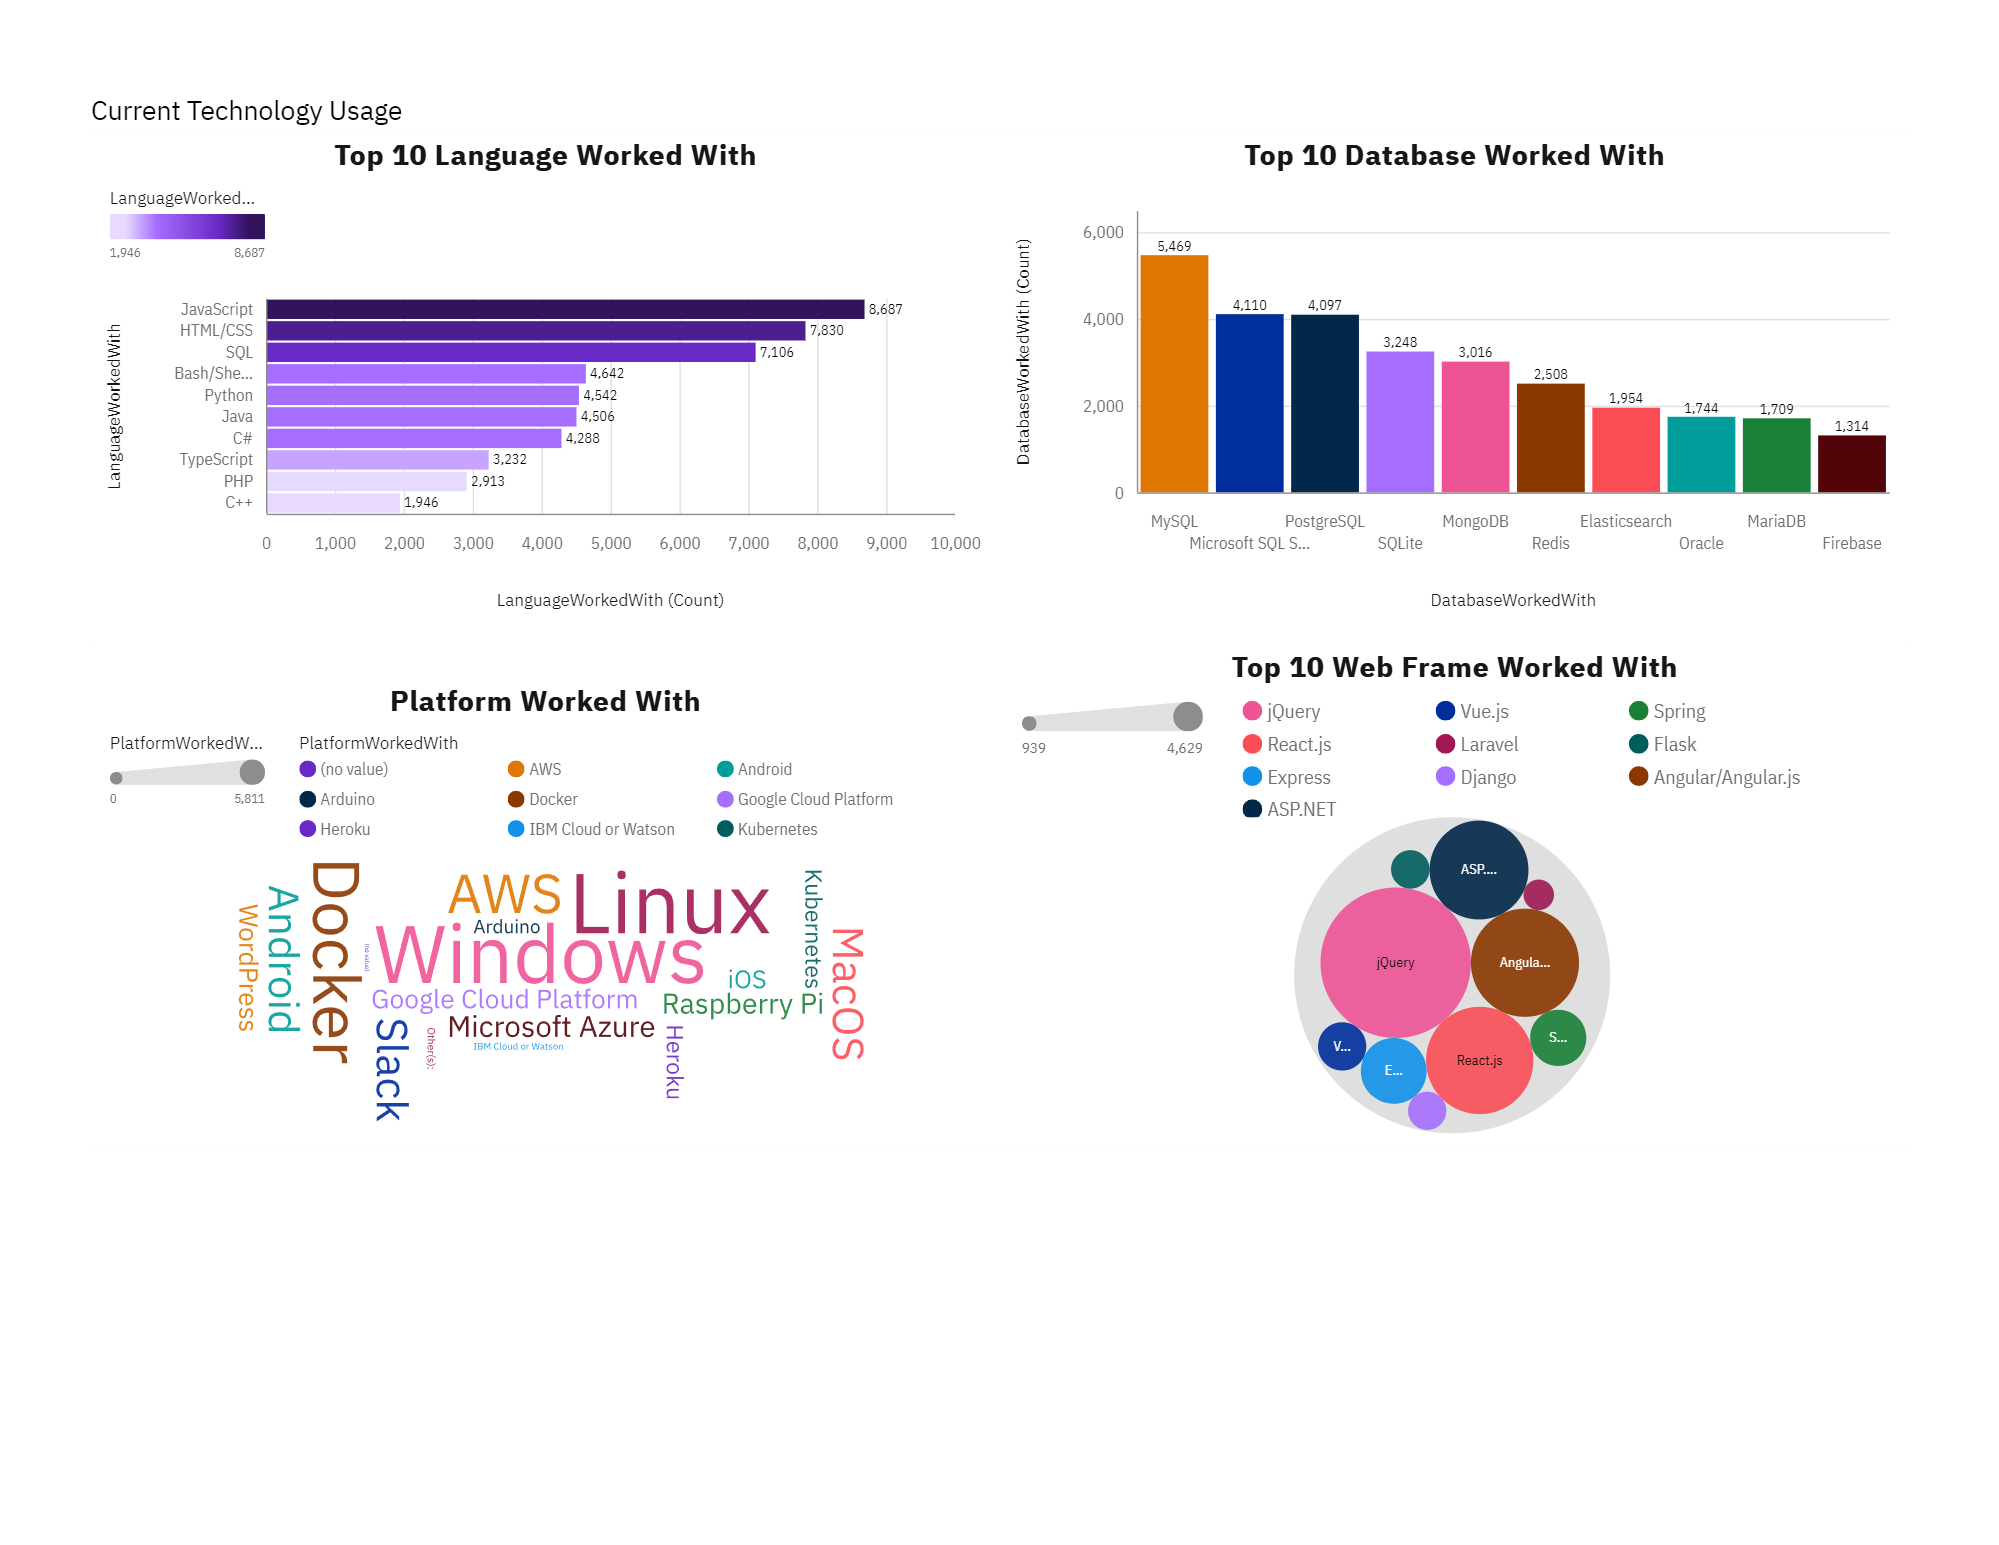 Current Technology Usage
Top 10 Language Worked With
LanguageWorked...
1,946 8,687
LanguageWorkedWith
JavaScript 8,687
HTML/CSS 7,830
SQL 7,106
Bash/She... 4,642
Python 4,542
Java 4,506
C# 4,288
TypeScript 3,232
PHP 2,913
C++ 1,946
0 1,000 2,000 3,000 4,000 5,000 6,000 7,000 8,000 9,000 10,000
LanguageWorkedWith (Count)
Top 10 Database Worked With
DatabaseWorkedWith (Count)
6,000
4,000
2,000
0
5,469 4,110 4,097 3,248 3,016 2,508 1,954 1,744 1,709 1,314
MySQL PostgreSQL MongoDB Elasticsearch MariaDB
Microsoft SQL S... SQLite Redis Oracle Firebase
DatabaseWorkedWith
Platform Worked With
PlatformWorkedW...
0 5,811
PlatformWorkedWith
(no value) AWS Android
Arduino Docker Google Cloud Platform
Heroku IBM Cloud or Watson Kubernetes
WordPress
Android
Docker
(no value)
AWS
Linux
Arduino
Windows
Kubernetes
MacOS
iOS
Google Cloud Platform
Raspberry Pi
Slack
Other(s):
Microsoft Azure
IBM Cloud or Watson
Heroku
Top 10 Web Frame Worked With
939 4,629
jQuery Vue.js Spring
React.js Laravel Flask
Express Django Angular/Angular.js
ASP.NET
ASP....
jQuery
Angula...
V...
E...
React.js
S...